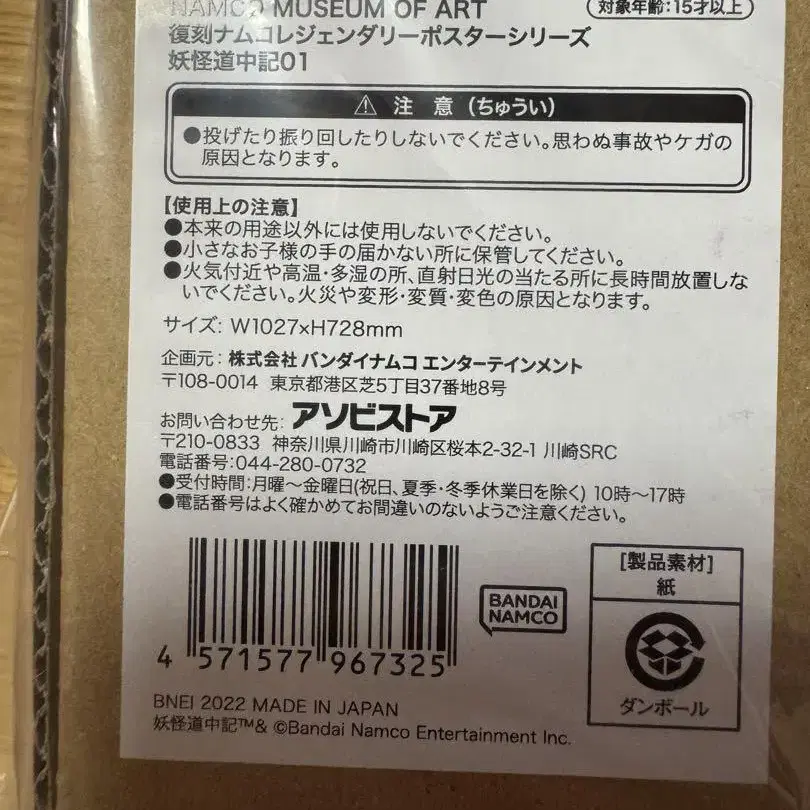 NAMCO MUSEUM OF ART
対象年齢:15才以上
復刻ナムコレジェンダリーポスターシリーズ
妖怪道中記01
⚠ 注 意(ちゅうい)
●投げたり振り回したりしないでください。思わぬ事故やケガの
原因となります。
【使用上の注意】
●本来の用途以外には使用しないでください。
●小さなお子様の手の届かない所に保管してください。
●火気付近や高温・多湿の所、直射日光の当たる所に長時間放置しな
いでください。火災や変形・変質・変色の原因となります。
サイズ: W1027×H728mm
企画元: 株式会社 バンダイナムコ エンターテインメント
〒108-0014 東京都港区芝5丁目37番地8号
お問い合わせ先: アソビストア
〒210-0833 神奈川県川崎市川崎区桜本2-32-1 川崎SRC
電話番号:044-280-0732
●受付時間:月曜～金曜日(祝日、夏季・冬季休業日を除く) 10時～17時
●電話番号はよく確かめてお間違いのないようご注意ください。
4 571577 967325
BANDAI
NAMCO
[製品素材]
紙
ダンボール
BNEI 2022 MADE IN JAPAN
妖怪道中記™& ©Bandai Namco Entertainment Inc.